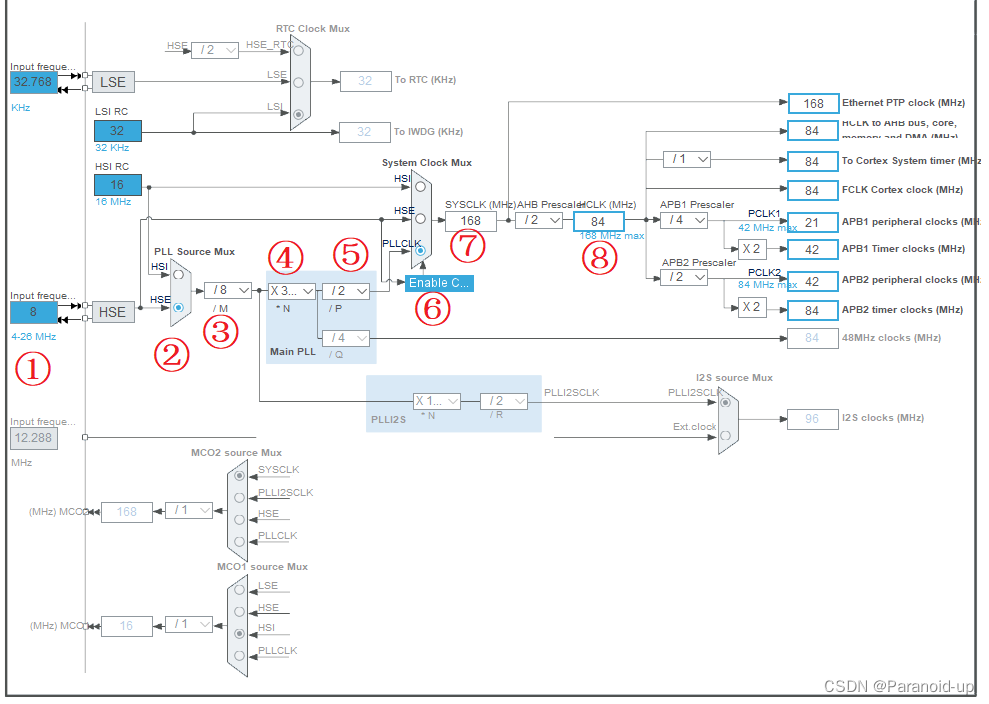 RTC Clock Mux
HSE
/ 2
HSE_RTC
Input freque...
32.768
KHz
LSE
LSE
32
To RTC (KHz)
LSI RC
32
32 KHz
LSI
32
To IWDG (KHz)
HSI RC
16
16 MHz
System Clock Mux
HSI
HSE
PLLCLK
SYSCLK (MHz)
168
AHB Prescaler
/ 2
HCLK (MHz)
84
168 MHz max
⑦
⑧
168
Ethernet PTP clock (MHz)
84
HCLK to AHB bus, core,
memory and DMA (MHz)
/ 1
84
To Cortex System timer (MHz
84
FCLK Cortex clock (MHz)
APB1 Prescaler
/ 4
PCLK1
42 MHz max
21
APB1 peripheral clocks (MH
X 2
42
APB1 Timer clocks (MHz)
APB2 Prescaler
/ 2
PCLK2
84 MHz max
42
APB2 peripheral clocks (MH
X 2
84
APB2 timer clocks (MHz)
84
48MHz clocks (MHz)
PLL Source Mux
HSI
HSE
②
Input freque...
8
4-26 MHz
①
HSE
/ 8
/ M
③
④
⑤
X 3...
* N
/ 2
/ P
Enable C...
⑥
/ 4
/ Q
Main PLL
X 1...
* N
/ 2
/ R
PLLI2S
PLLI2SCLK
I2S source Mux
PLLI2SCLK
Ext.clock
96
I2S clocks (MHz)
Input freque...
12.288
MHz
MCO2 source Mux
SYSCLK
PLLI2SCLK
HSE
PLLCLK
(MHz) MCO2
168
/ 1
MCO1 source Mux
LSE
HSE
HSI
PLLCLK
(MHz) MCO
16
/ 1
CSDN @Paranoid-up